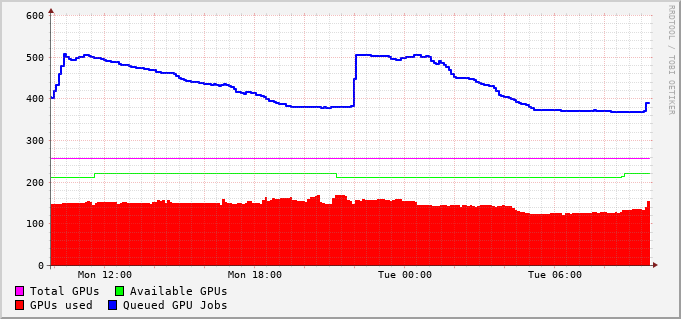 600
500
400
300
200
100
0
Mon 12:00 Mon 18:00 Tue 00:00 Tue 06:00
Total GPUs Available GPUs
GPUs used Queued GPU Jobs
RRDTOOL / TOBI OETIKER